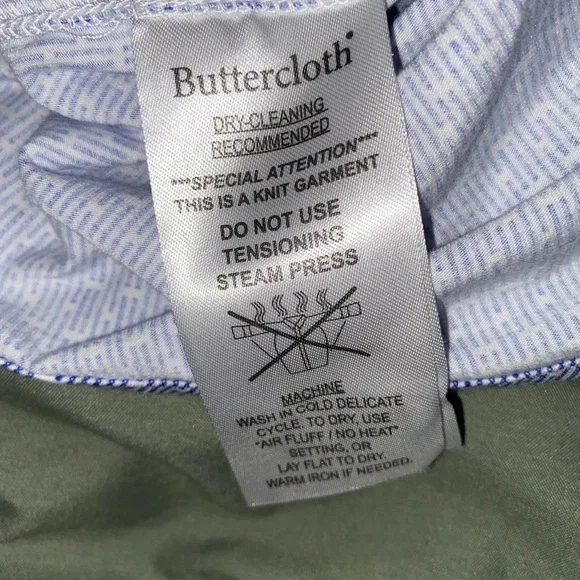 Buttercloth®
DRY-CLEANING
RECOMMENDED
***SPECIAL ATTENTION***
THIS IS A KNIT GARMENT
DO NOT USE
TENSIONING
STEAM PRESS
MACHINE
WASH IN COLD DELICATE
CYCLE. TO DRY, USE
"AIR FLUFF / NO HEAT"
SETTING, OR
LAY FLAT TO DRY.
WARM IRON IF NEEDED.